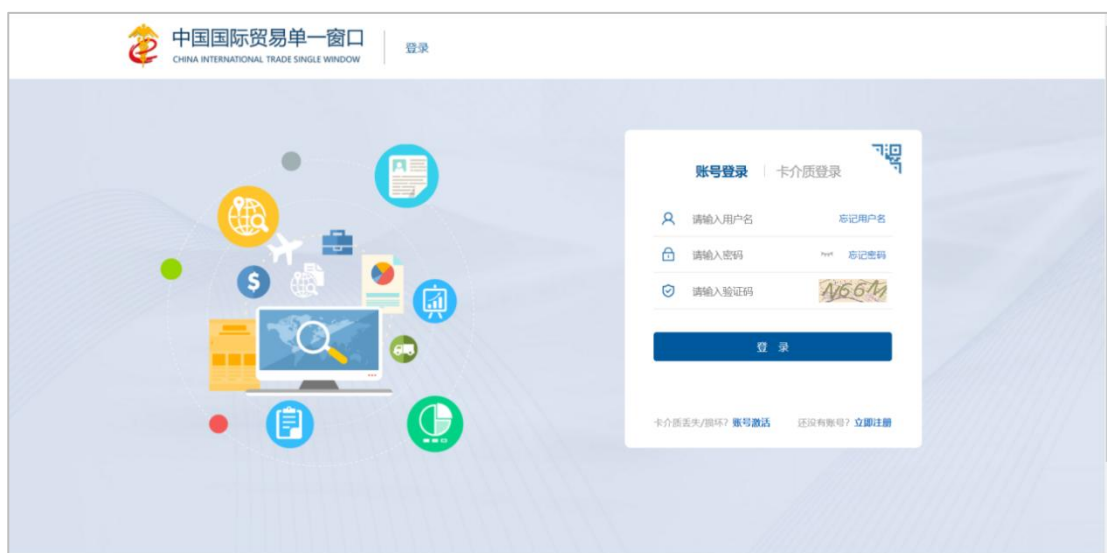 中国国际贸易单一窗口
CHINA INTERNATIONAL TRADE SINGLE WINDOW
登录
账号登录 卡介质登录
请输入用户名 忘记用户名
请输入密码 忘记密码
请输入验证码 N66M
登 录
卡介质丢失/损坏? 账号激活 还没有账号? 立即注册
$